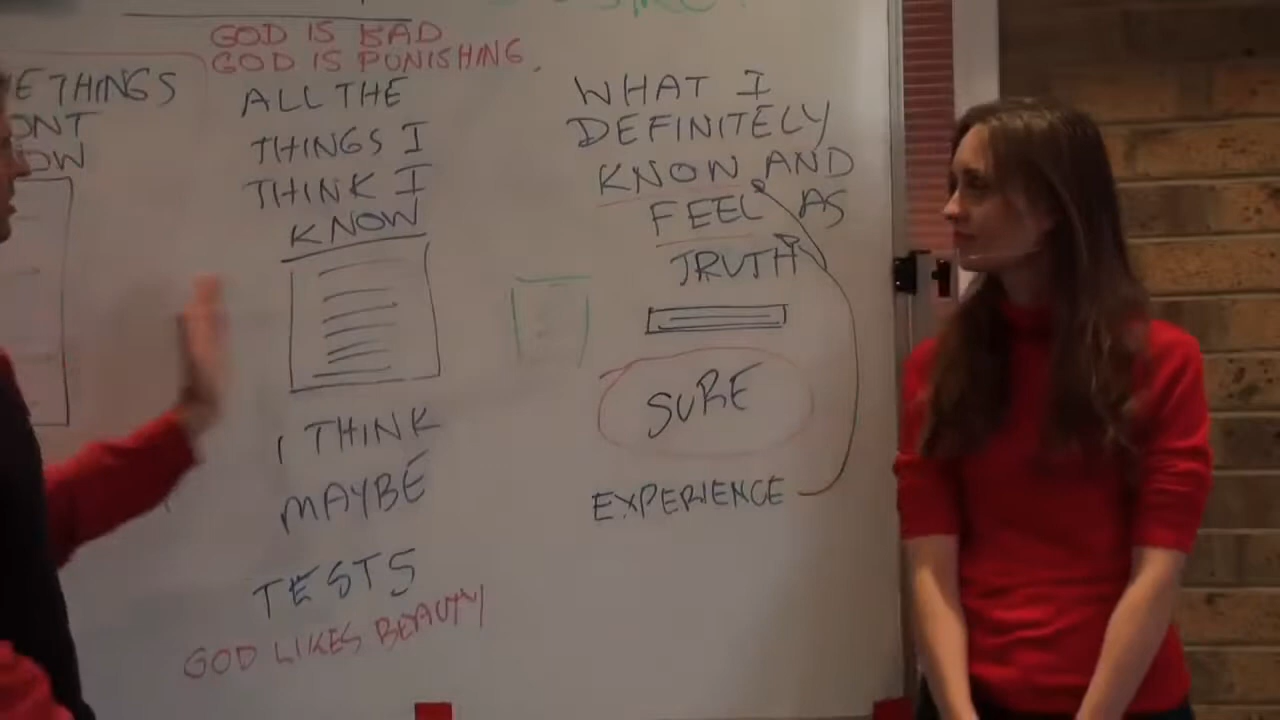 GOD IS BAD
GOD IS PUNISHING.
THINGS
ALL THE
THINGS I
THINK I
KNOW
I THINK
MAYBE
TESTS
GOD LIKES BEAUTY
WHAT I
DEFINITELY
KNOW AND
FEEL AS
TRUTH
SURE
EXPERIENCE